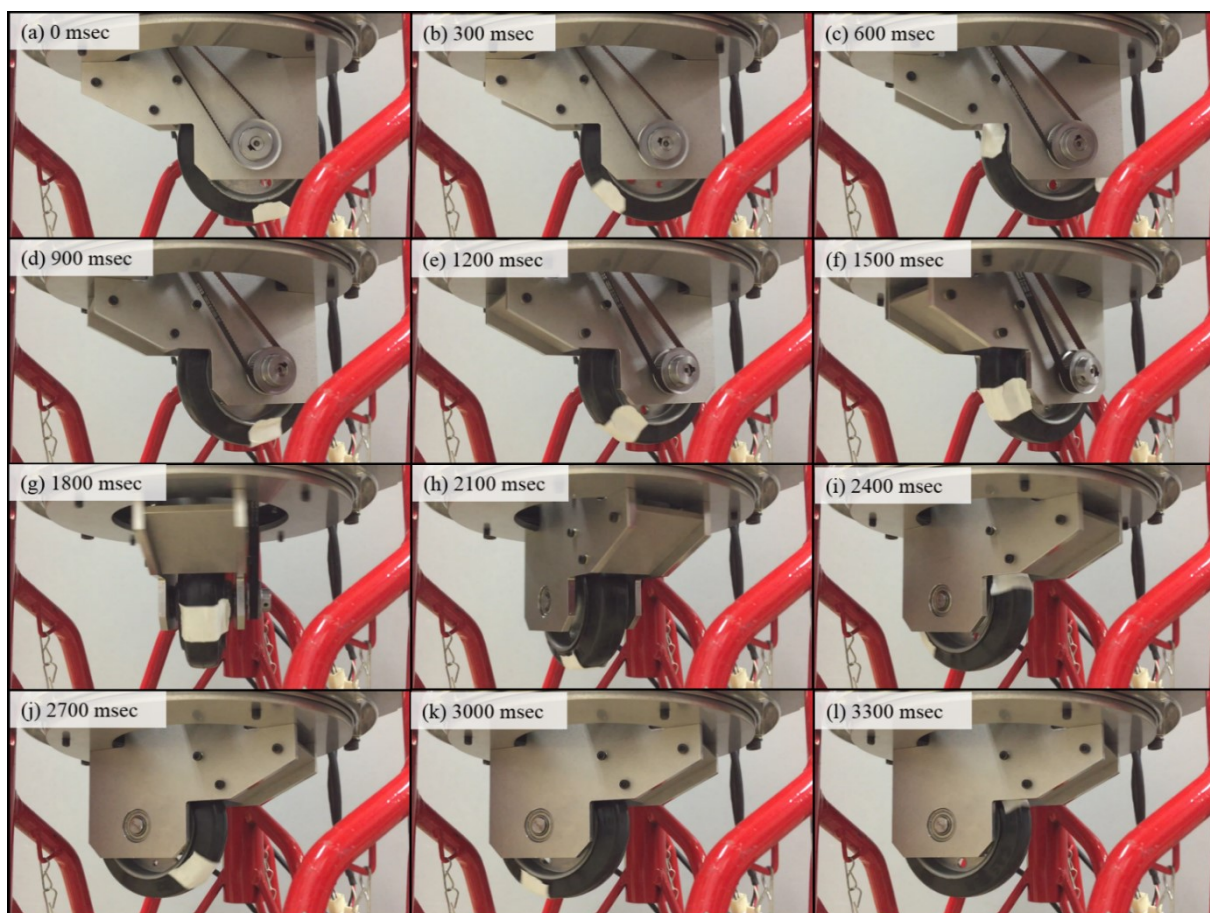 (a) 0 msec
(b) 300 msec
(c) 600 msec
(d) 900 msec
(e) 1200 msec
(f) 1500 msec
(g) 1800 msec
(h) 2100 msec
(i) 2400 msec
(j) 2700 msec
(k) 3000 msec
(l) 3300 msec